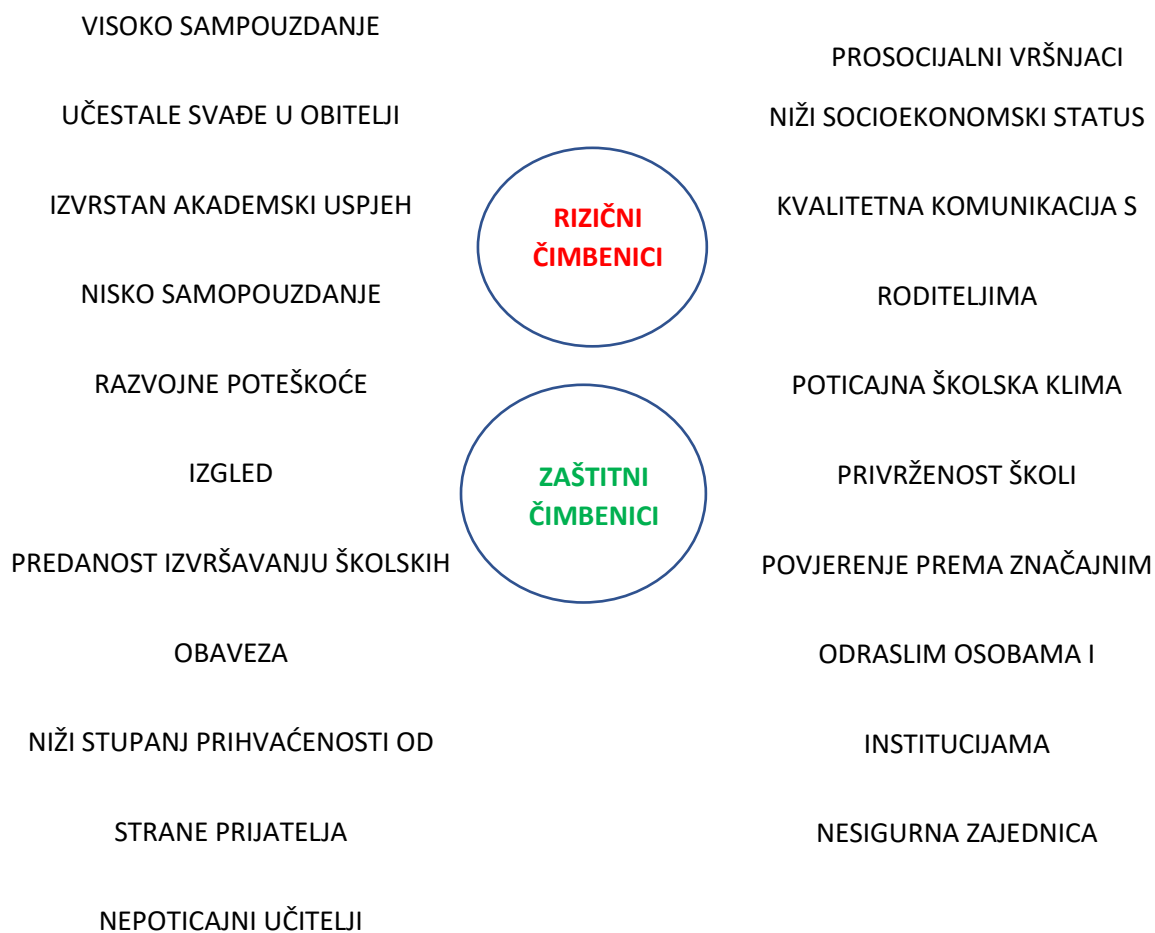 VISOKO SAMPOUZDANJE
UČESTALE SVAĐE U OBITELJI
IZVRSTAN AKADEMSKI USPJEH
NISKO SAMOPOUZDANJE
RAZVOJNE POTEŠKOĆE
IZGLED
PREDANOST IZVRŠAVANJU ŠKOLSKIH
OBAVEZA
NIŽI STUPANJ PRIHVAĆENOSTI OD
STRANE PRIJATELJA
NEPOTICAJNI UČITELJI
RIZIČNI
ČIMBENICI
ZAŠTITNI
ČIMBENICI
PROSOCIJALNI VRŠNJACI
NIŽI SOCIOEKONOMSKI STATUS
KVALITETNA KOMUNIKACIJA S
RODITELJIMA
POTICAJNA ŠKOLSKA KLIMA
PRIVRŽENOST ŠKOLI
POVJERENJE PREMA ZNAČAJNIM
ODRASLIM OSOBAMA I
INSTITUCIJAMA
NESIGURNA ZAJEDNICA